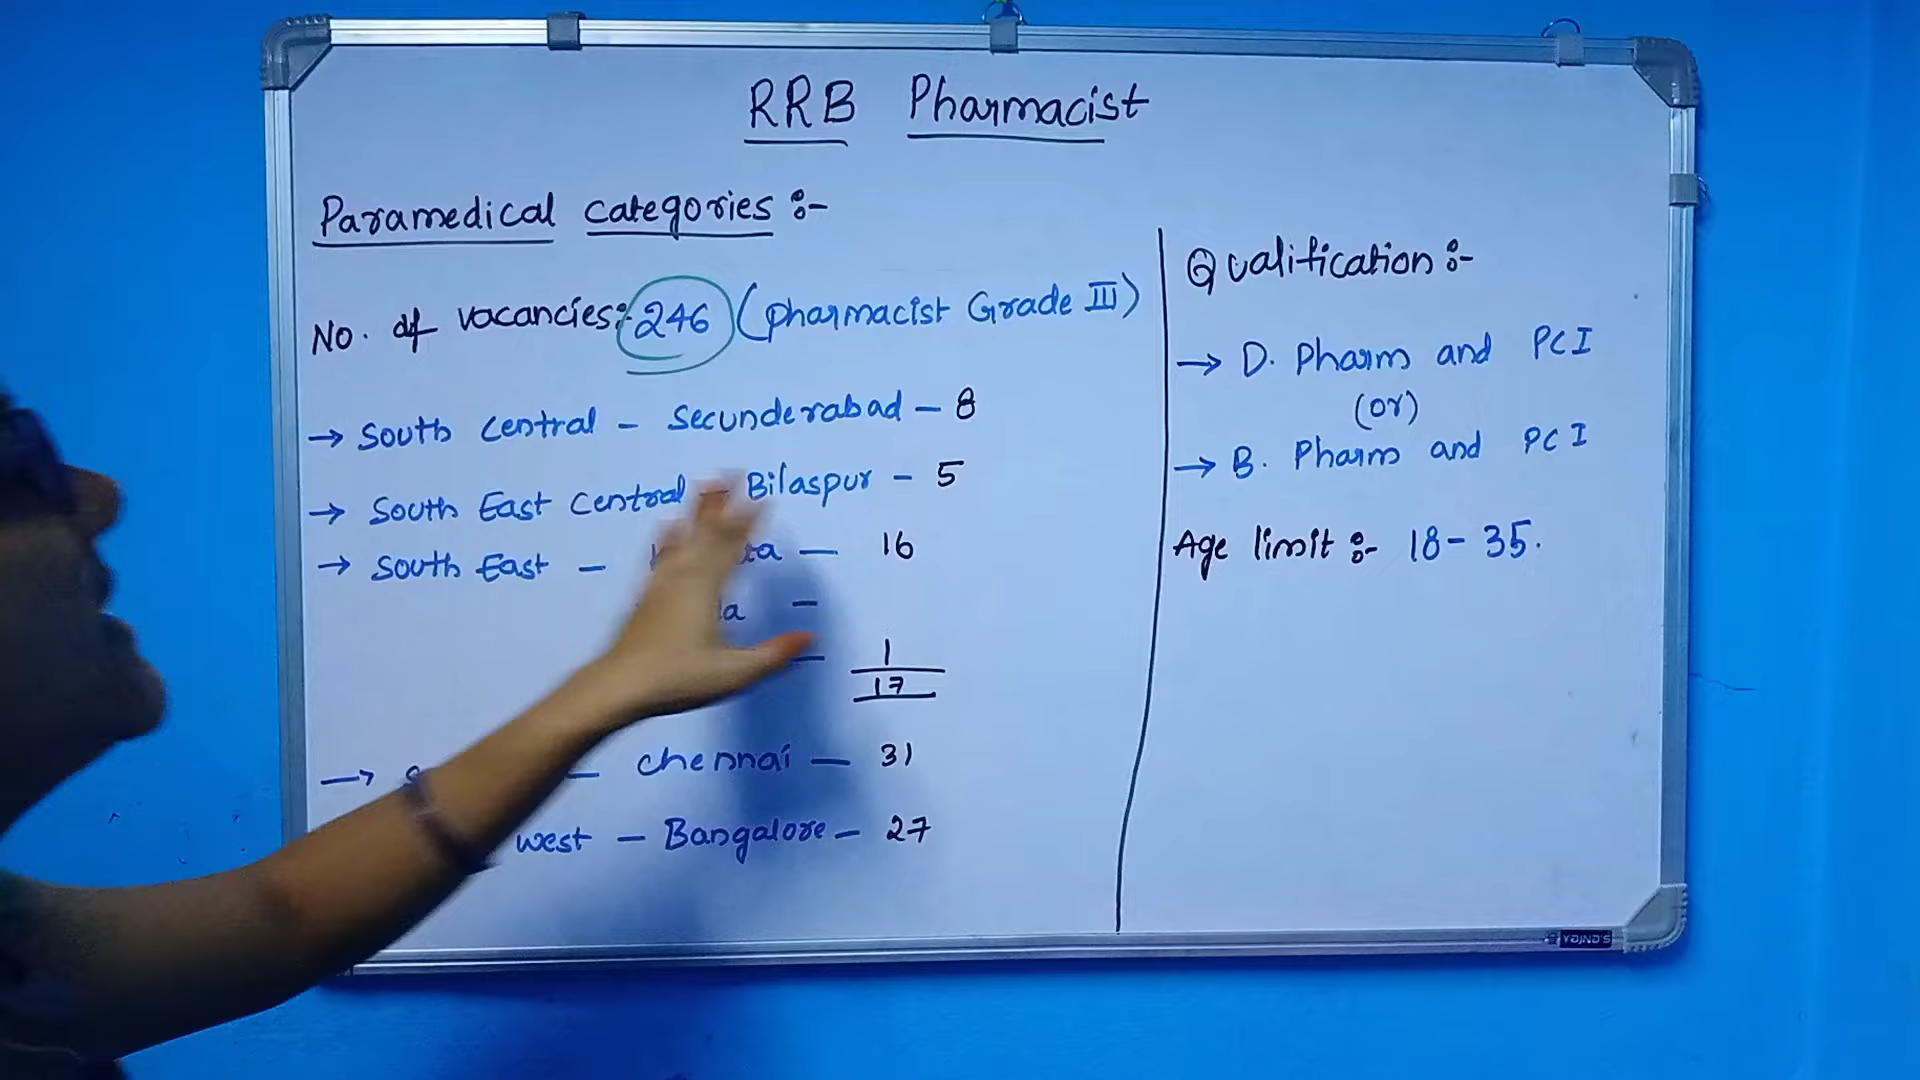 RRB Pharmacist
Paramedical categories :-
No. of vacancies:- 246 (Pharmacist Grade III)
→ South Central - Secunderabad - 8
→ South East Central - Bilaspur - 5
→ South East - - 16
-
- 1
17
→ - Chennai - 31
west - Bangalore - 27
Qualification :-
→ D. Pharm and PCI
(or)
→ B. Pharm and PCI
Age limit :- 18-35.
YAJNA'S